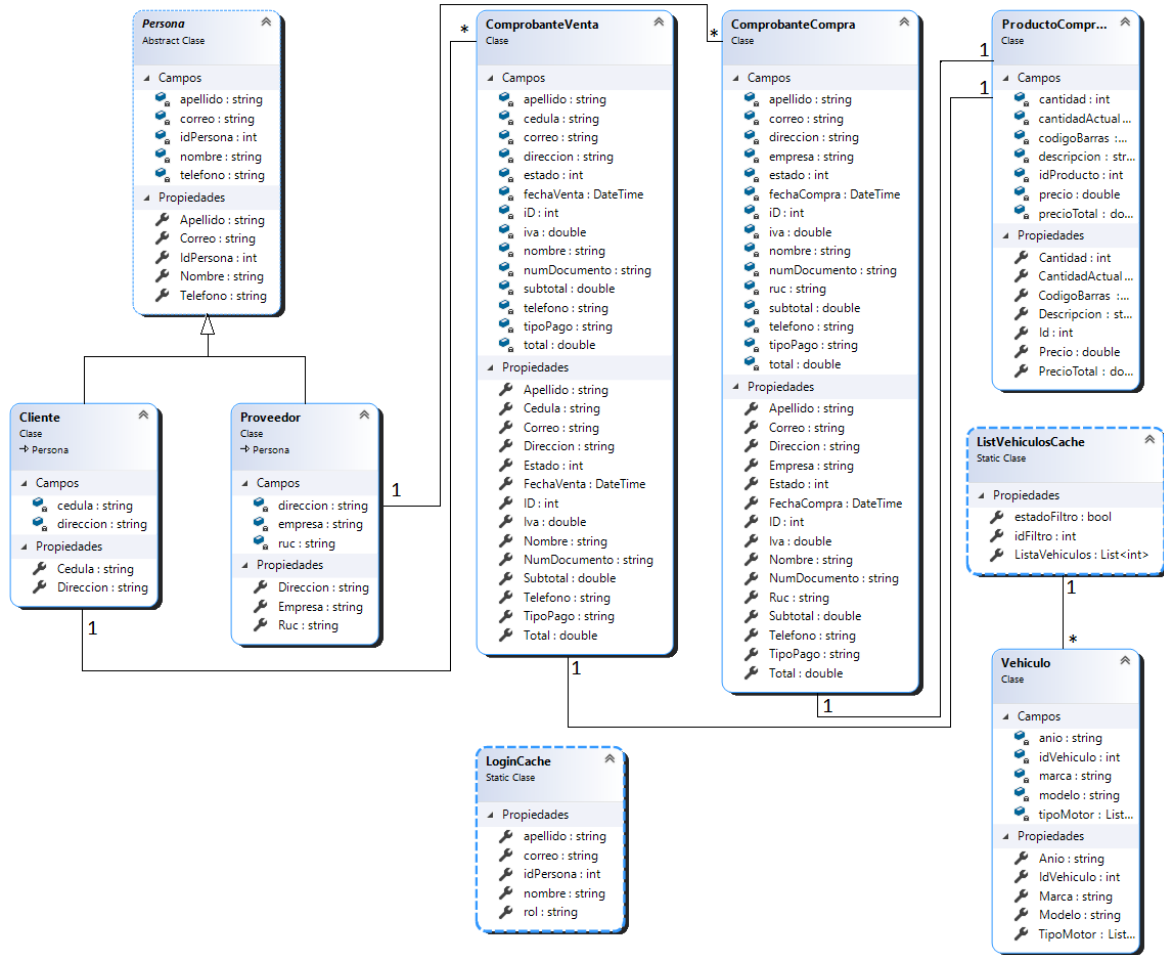 Persona
Abstract Clase
Campos
apellido : string
correo : string
idPersona : int
nombre : string
telefono : string
Propiedades
Apellido : string
Correo : string
IdPersona : int
Nombre : string
Telefono : string
Cliente
Clase
Persona
Campos
cedula : string
direccion : string
Propiedades
Cedula : string
Direccion : string
1
Proveedor
Clase
Persona
Campos
direccion : string
empresa : string
ruc : string
Propiedades
Direccion : string
Empresa : string
Ruc : string
1
*
ComprobanteVenta
Clase
Campos
apellido : string
cedula : string
correo : string
direccion : string
estado : int
fechaVenta : DateTime
iD : int
iva : double
nombre : string
numDocumento : string
subtotal : double
telefono : string
tipoPago : string
total : double
Propiedades
Apellido : string
Cedula : string
Correo : string
Direccion : string
Estado : int
FechaVenta : DateTime
ID : int
Iva : double
Nombre : string
NumDocumento : string
Subtotal : double
Telefono : string
TipoPago : string
Total : double
1
LoginCache
Static Clase
Propiedades
apellido : string
correo : string
idPersona : int
nombre : string
rol : string
*
ComprobanteCompra
Clase
Campos
apellido : string
correo : string
direccion : string
empresa : string
estado : int
fechaCompra : DateTime
iD : int
iva : double
nombre : string
numDocumento : string
ruc : string
subtotal : double
telefono : string
tipoPago : string
total : double
Propiedades
Apellido : string
Correo : string
Direccion : string
Empresa : string
Estado : int
FechaCompra : DateTime
ID : int
Iva : double
Nombre : string
NumDocumento : string
Ruc : string
Subtotal : double
Telefono : string
TipoPago : string
Total : double
1
1
1
ProductoCompr...
Clase
Campos
cantidad : int
cantidadActual ...
codigoBarras :...
descripcion : str...
idProducto : int
precio : double
precioTotal : do...
Propiedades
Cantidad : int
CantidadActual ...
CodigoBarras :...
Descripcion : st...
Id : int
Precio : double
PrecioTotal : do...
ListVehiculosCache
Static Clase
Propiedades
estadoFiltro : bool
idFiltro : int
ListaVehiculos : List<int>
1
*
Vehiculo
Clase
Campos
anio : string
idVehiculo : int
marca : string
modelo : string
tipoMotor : List...
Propiedades
Anio : string
IdVehiculo : int
Marca : string
Modelo : string
TipoMotor : List...